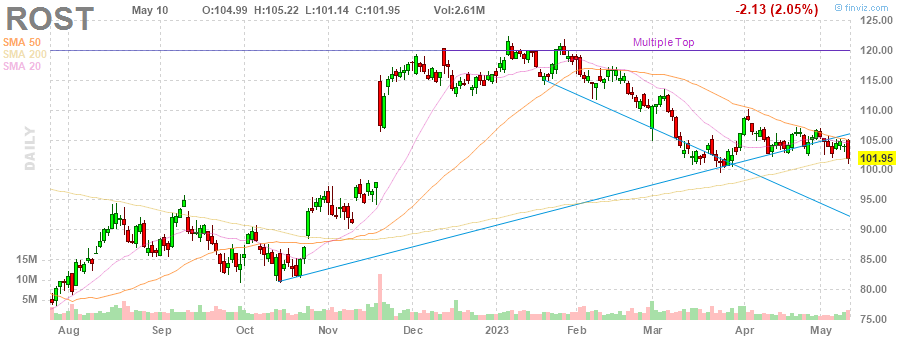 ROST May 10 O:104.99 H:105.22 L:101.14 C:101.95 Vol:2.61M -2.13 (2.05%) finviz.com
SMA 50
SMA 200
SMA 20
Multiple Top
DAILY
125.00
120.00
115.00
110.00
105.00
101.95
100.00
95.00
90.00
85.00
80.00
75.00
15M
10M
5M
Aug Sep Oct Nov Dec 2023 Feb Mar Apr May